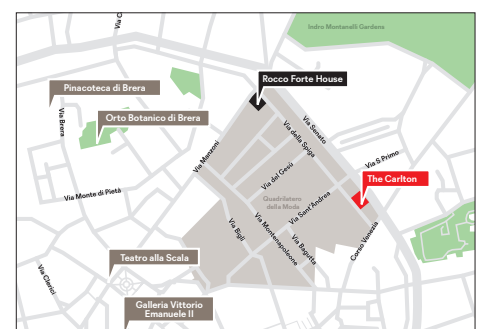 Via C
Indro Montanelli Gardens
Rocco Forte House
Pinacoteca di Brera
Orto Botanico di Brera
Via Brera
Via Senato
Via della Spiga
Via Manzoni
Via S Primo
Via del Gesú
The Carlton
Via Monte di Pietà
Quadrilatero
della Moda
Via Sant'Andrea
Via Bigli
Via Montenapoleone
Via Bagutta
Corso Venezia
Teatro alla Scala
Via Clerici
Galleria Vittorio
Emanuele II